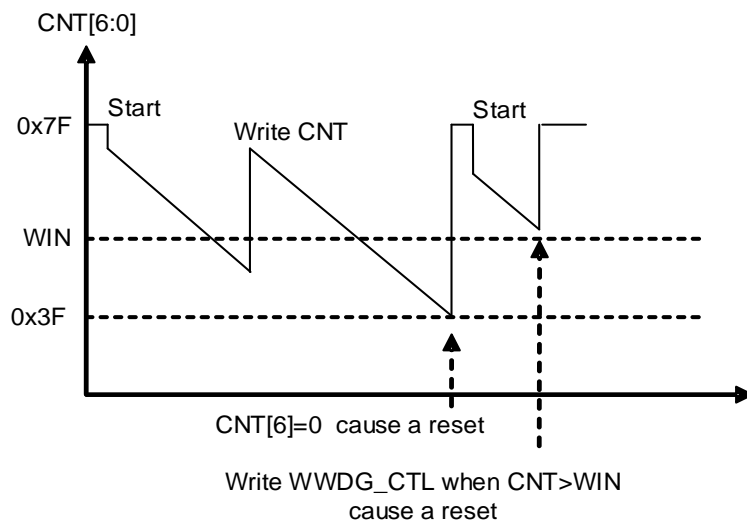 CNT[6:0]
Start
Start
0x7F
Write CNT
WIN
0x3F
CNT[6]=0 cause a reset
Write WWDG_CTL when CNT>WIN
cause a reset